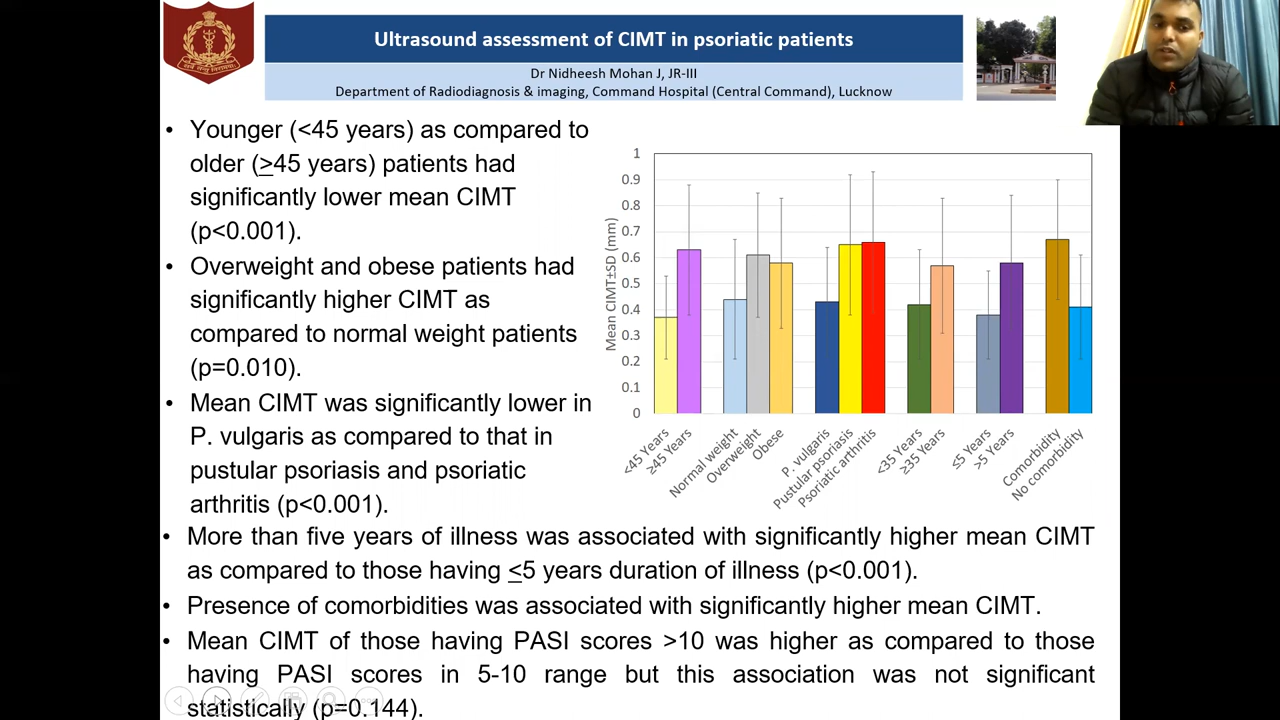 Ultrasound assessment of CIMT in psoriatic patients
Dr Nidheesh Mohan J, JR-III
Department of Radiodiagnosis & imaging, Command Hospital (Central Command), Lucknow
• Younger (<45 years) as compared to
older (≥45 years) patients had
significantly lower mean CIMT
(p<0.001).
• Overweight and obese patients had
significantly higher CIMT as
compared to normal weight patients
(p=0.010).
• Mean CIMT was significantly lower in
P. vulgaris as compared to that in
pustular psoriasis and psoriatic
arthritis (p<0.001).
• More than five years of illness was associated with significantly higher mean CIMT
as compared to those having ≤5 years duration of illness (p<0.001).
• Presence of comorbidities was associated with significantly higher mean CIMT.
• Mean CIMT of those having PASI scores >10 was higher as compared to those
having PASI scores in 5-10 range but this association was not significant
statistically (p=0.144).
Mean CIMT±SD (mm)
1
0.9
0.8
0.7
0.6
0.5
0.4
0.3
0.2
0.1
0
<45 Years
≥45 Years
Normal weight
Overweight
Obese
P. vulgaris
Pustular psoriasis
Psoriatic arthritis
<35 Years
≥35 Years
≤5 Years
>5 Years
Comorbidity
No comorbidity